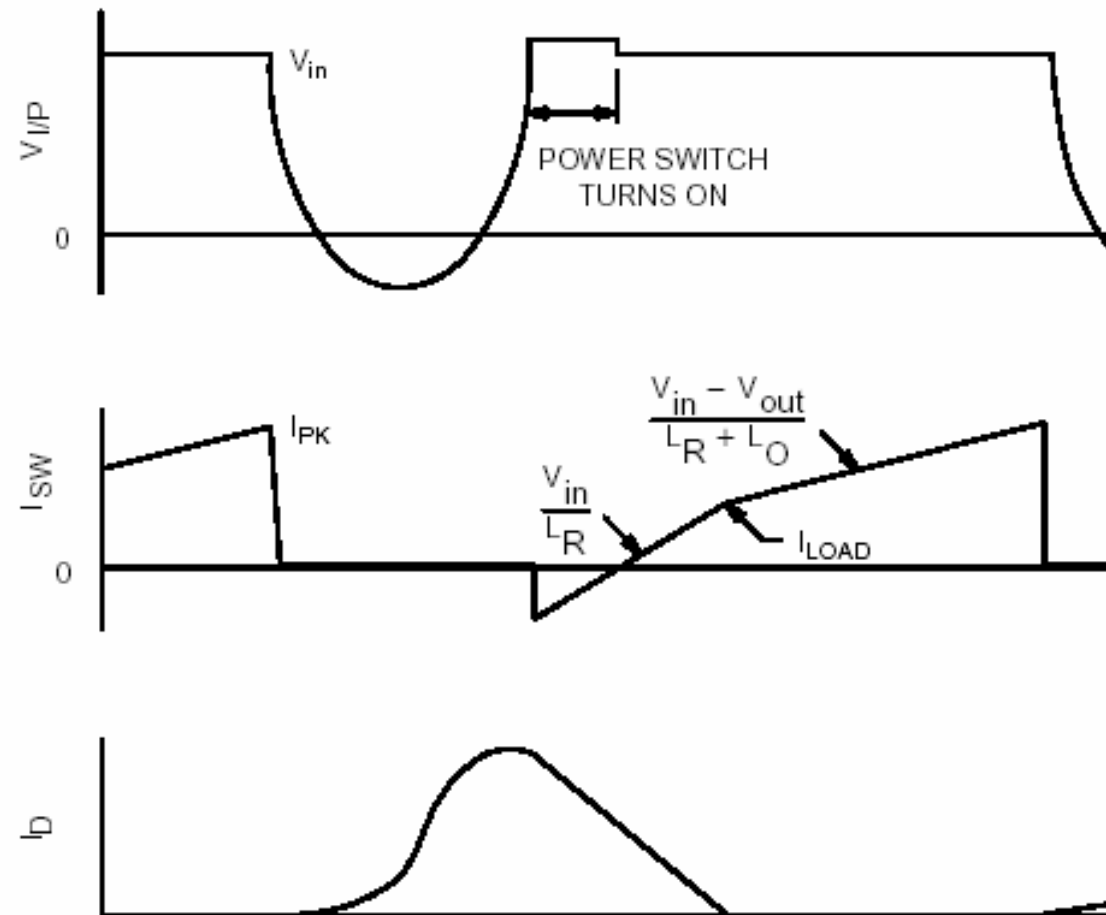 V_I/P
V_in
POWER SWITCH
TURNS ON
0
I_SW
I_PK
V_in − V_out
L_R + L_O
V_in
L_R
I_LOAD
0
I_D